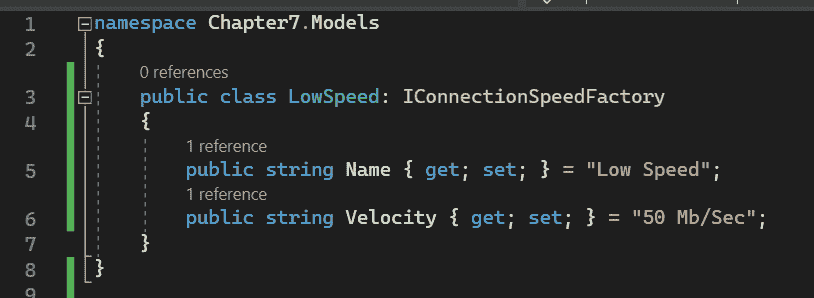 1 namespace Chapter7.Models
2 {
0 references
3 public class LowSpeed: IConnectionSpeedFactory
4 {
1 reference
5 public string Name { get; set; } = "Low Speed";
1 reference
6 public string Velocity { get; set; } = "50 Mb/Sec";
7 }
8 }
9